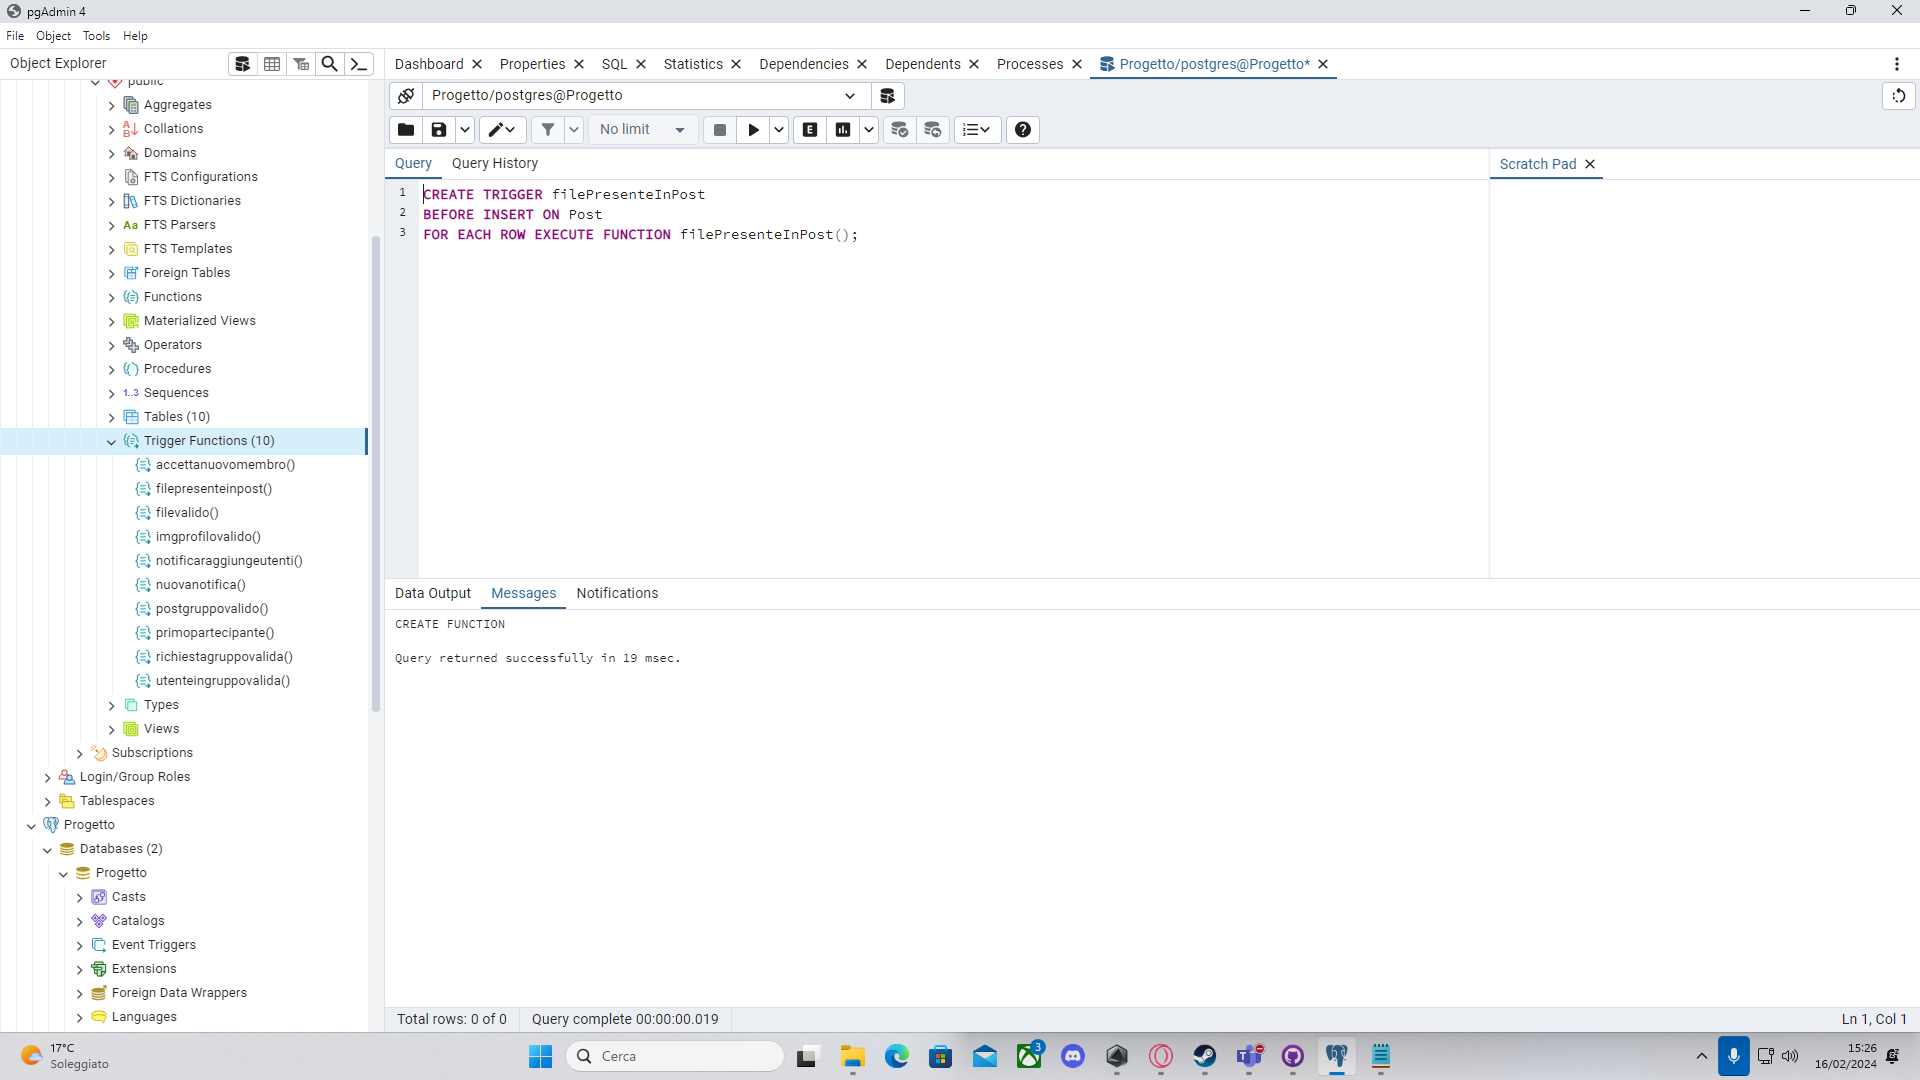 pgAdmin 4
File Object Tools Help
Object Explorer
Dashboard Properties SQL Statistics Dependencies Dependents Processes Progetto/postgres@Progetto*
public
Aggregates
Collations
Domains
FTS Configurations
FTS Dictionaries
Aa FTS Parsers
FTS Templates
Foreign Tables
Functions
Materialized Views
Operators
Procedures
1..3 Sequences
Tables (10)
Trigger Functions (10)
accettanuovomembro()
filepresenteinpost()
filevalido()
imgprofilovalido()
notificaraggiungeutenti()
nuovanotifica()
postgruppovalido()
primopartecipante()
richiestagruppovalida()
utenteingruppovalida()
Types
Views
Subscriptions
Login/Group Roles
Tablespaces
Progetto
Databases (2)
Progetto
Casts
Catalogs
Event Triggers
Extensions
Foreign Data Wrappers
Languages
Progetto/postgres@Progetto
No limit
E
Query Query History
Scratch Pad
1 CREATE TRIGGER filePresenteInPost
2 BEFORE INSERT ON Post
3 FOR EACH ROW EXECUTE FUNCTION filePresenteInPost();
Data Output Messages Notifications
CREATE FUNCTION
Query returned successfully in 19 msec.
Total rows: 0 of 0 Query complete 00:00:00.019 Ln 1, Col 1
17°C
Soleggiato
Cerca
3
15:26
16/02/2024